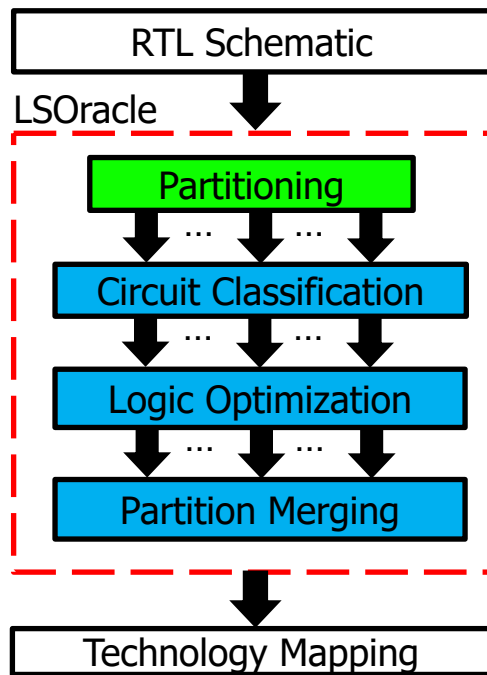 RTL Schematic
LSOracle
Partitioning
... ...
Circuit Classification
... ...
Logic Optimization
... ...
Partition Merging
Technology Mapping